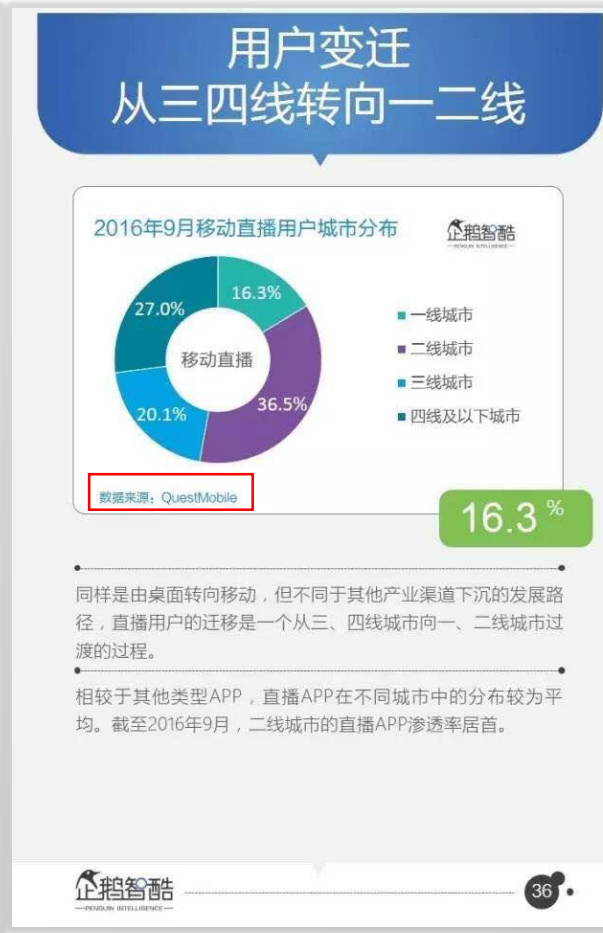 用户变迁
从三四线转向一二线
2016年9月移动直播用户城市分布
企鹅智酷
PENGUIN INTELLIGENCE
16.3%
27.0%
移动直播
36.5%
20.1%
一线城市
二线城市
三线城市
四线及以下城市
数据来源：QuestMobile
16.3%
同样是由桌面转向移动，但不同于其他产业渠道下沉的发展路
径，直播用户的迁移是一个从三、四线城市向一、二线城市过
渡的过程。
相较于其他类型APP，直播APP在不同城市中的分布较为平
均。截至2016年9月，二线城市的直播APP渗透率居首。
企鹅智酷
PENGUIN INTELLIGENCE
36